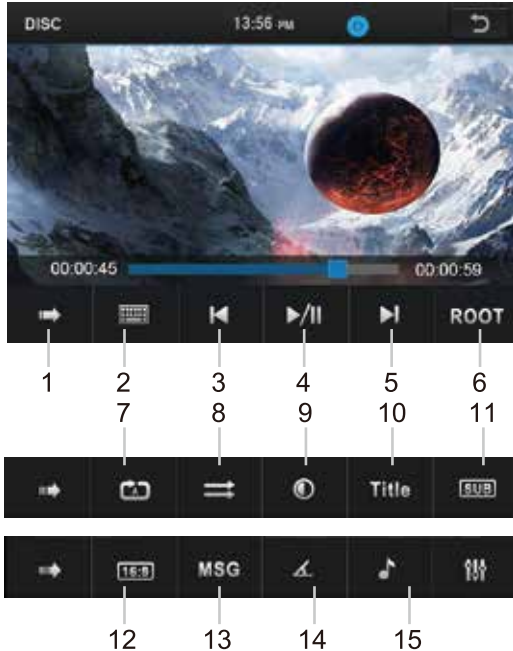 DISC 13:56 PM
00:00:45 00:00:59
ROOT
1 2 3 4 5 6
7 8 9 10 11
A Title SUB
16:9 MSG
12 13 14 15